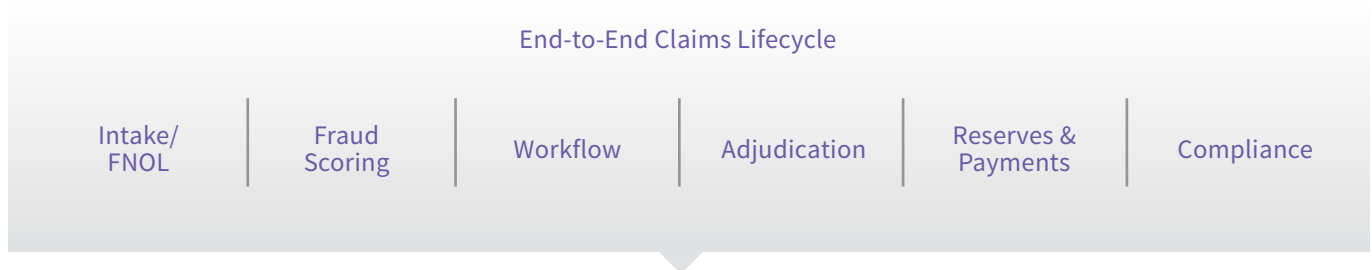 End-to-End Claims Lifecycle
Intake/
FNOL
Fraud
Scoring
Workflow
Adjudication
Reserves &
Payments
Compliance